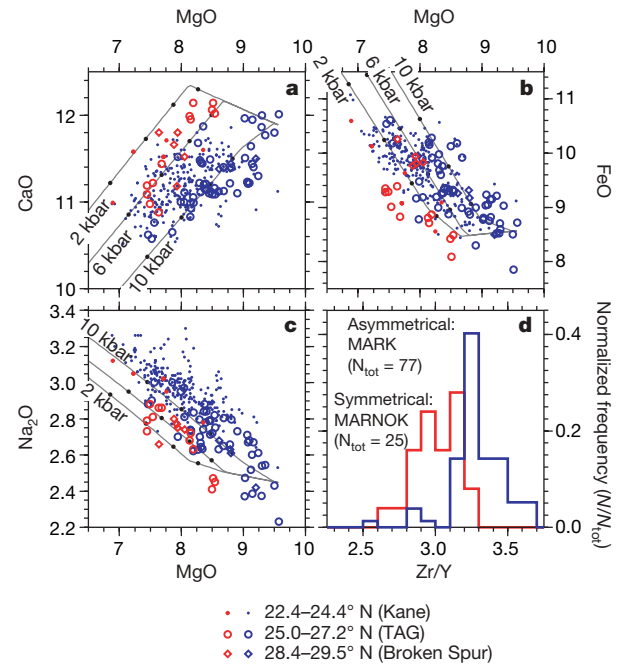 MgO MgO
7 8 9 10 7 8 9 10
a b
2 kbar 6 kbar 10 kbar
12 11
CaO FeO
11 10
9
2 kbar 6 kbar 10 kbar 8
10
3.4 c d
Asymmetrical: 0.4
MARK
3.2 (Ntot = 77)
10 kbar
3.0 Symmetrical:
MARNOK
Na2O (Ntot = 25)
2.8 0.2
2 kbar
2.6
Normalized frequency (N/Ntot)
2.4
2.2 0.0
7 8 9 10 2.5 3.0 3.5
MgO Zr/Y
22.4–24.4° N (Kane)
25.0–27.2° N (TAG)
28.4–29.5° N (Broken Spur)